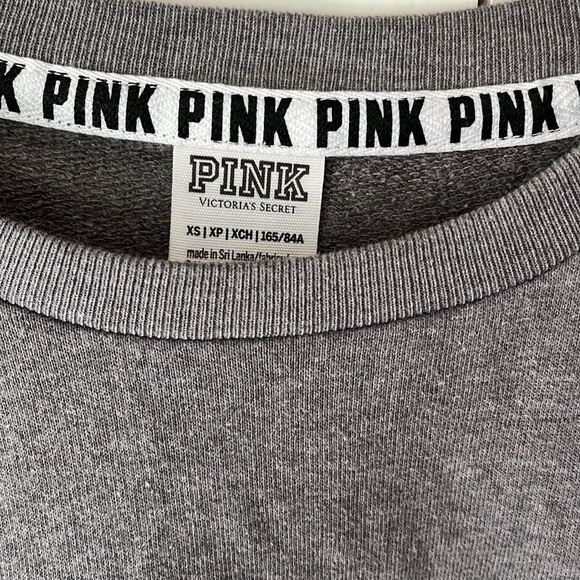 K PINK PINK PINK PINK
PINK
VICTORIA'S SECRET
XS | XP | XCH | 165/84A
made in Sri Lanka/